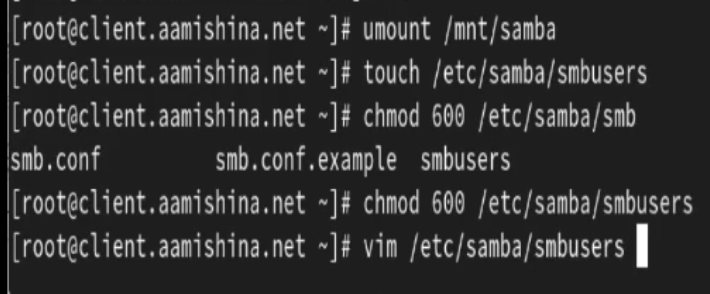 [root@client.aamishina.net ~]# umount /mnt/samba
[root@client.aamishina.net ~]# touch /etc/samba/smbusers
[root@client.aamishina.net ~]# chmod 600 /etc/samba/smb
smb.conf smb.conf.example smbusers
[root@client.aamishina.net ~]# chmod 600 /etc/samba/smbusers
[root@client.aamishina.net ~]# vim /etc/samba/smbusers